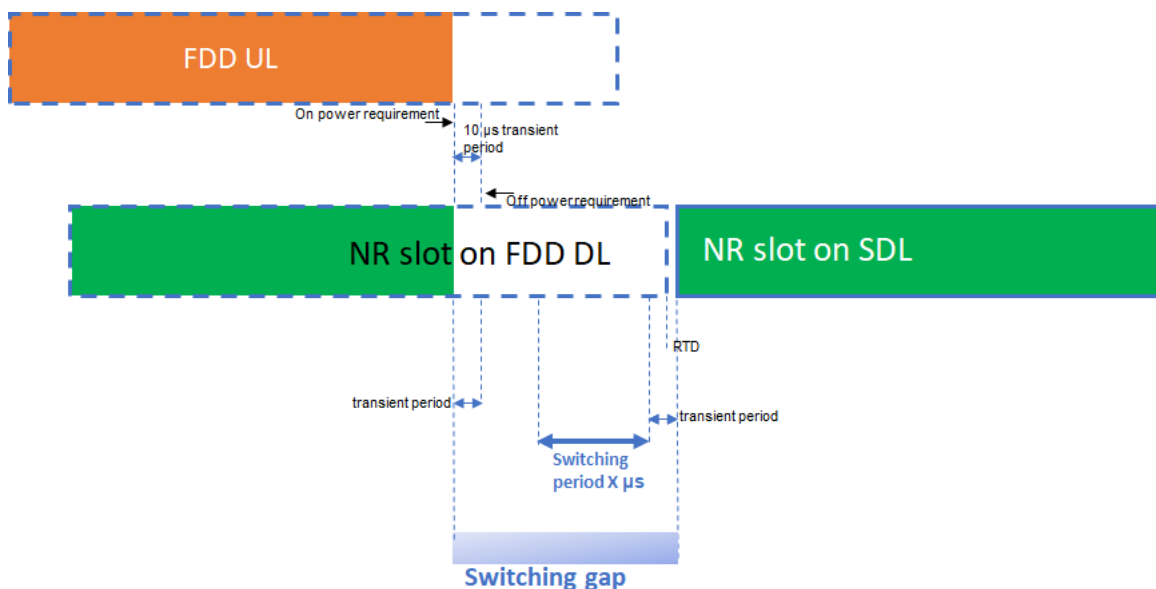 FDD UL
On power requirement
10 µs transient
period
Off power requirement
NR slot on FDD DL
NR slot on SDL
RTD
transient period
transient period
Switching
period X µs
Switching gap